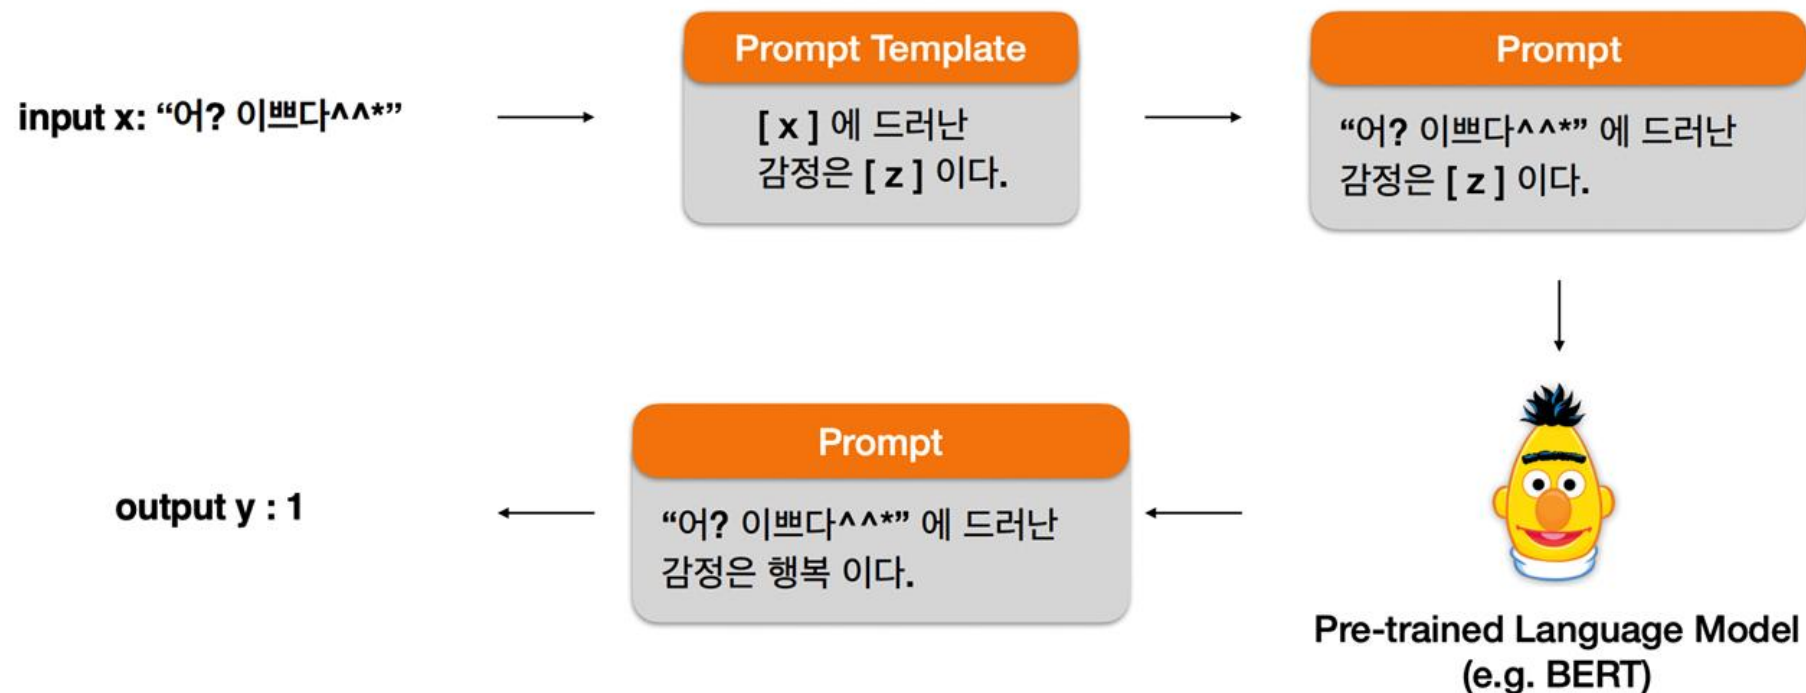 input x: “어? 이쁘다^^*”
Prompt Template
[ x ] 에 드러난
감정은 [ z ] 이다.
Prompt
“어? 이쁘다^^*” 에 드러난
감정은 [ z ] 이다.
Pre-trained Language Model
(e.g. BERT)
Prompt
“어? 이쁘다^^*” 에 드러난
감정은 행복 이다.
output y : 1